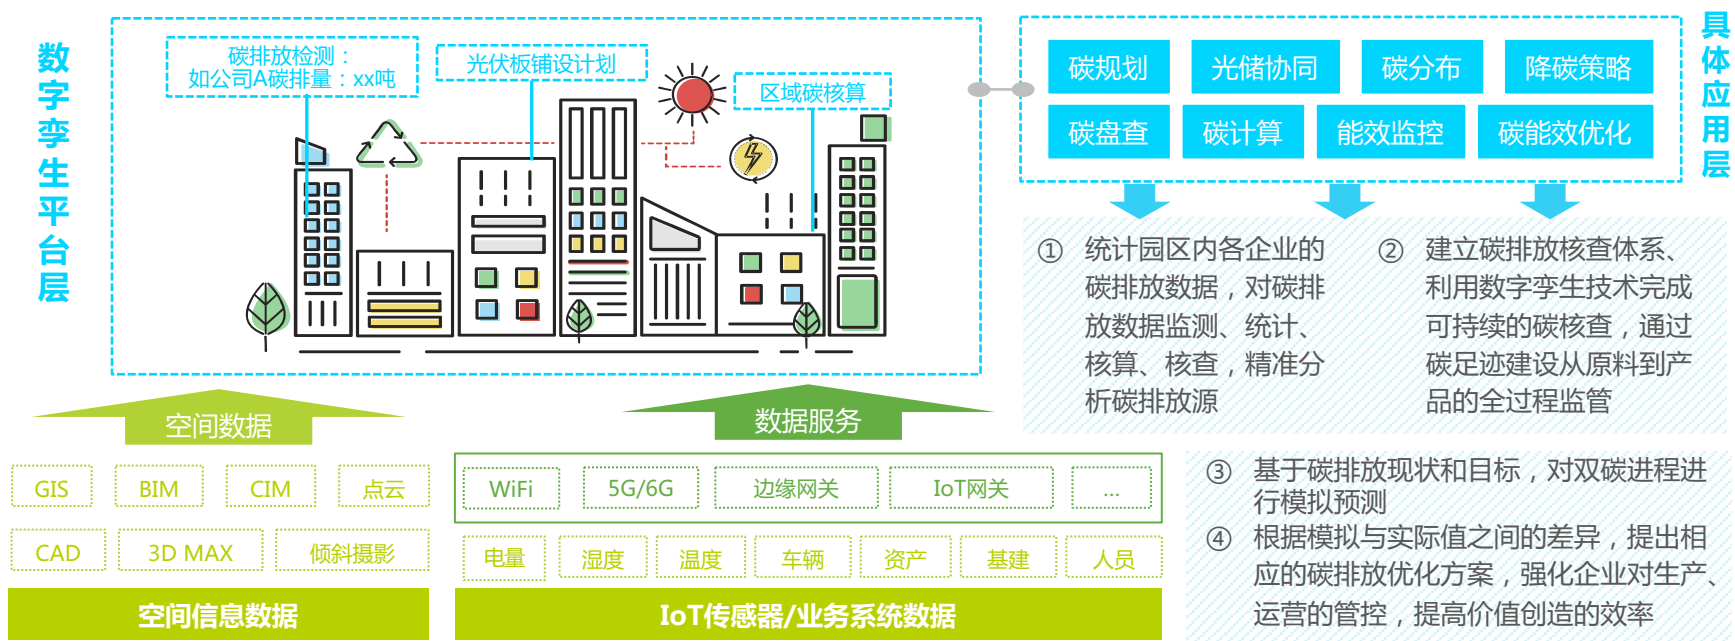 数字孪生平台层
碳排放检测：
如公司A碳排量：xx吨
光伏板铺设计划
区域碳核算
具体应用层
碳规划
光储协同
碳分布
降碳策略
碳盘查
碳计算
能效监控
碳能效优化
① 统计园区内各企业的
碳排放数据，对碳排
放数据监测、统计、
核算、核查，精准分
析碳排放源
② 建立碳排放核查体系、
利用数字孪生技术完成
可持续的碳核查，通过
碳足迹建设从原料到产
品的全过程监管
③ 基于碳排放现状和目标，对双碳进程进
行模拟预测
④ 根据模拟与实际值之间的差异，提出相
应的碳排放优化方案，强化企业对生产、
运营的管控，提高价值创造的效率
空间数据
数据服务
GIS
BIM
CIM
点云
CAD
3D MAX
倾斜摄影
空间信息数据
WiFi
5G/6G
边缘网关
IoT网关
...
电量
湿度
温度
车辆
资产
基建
人员
IoT传感器/业务系统数据